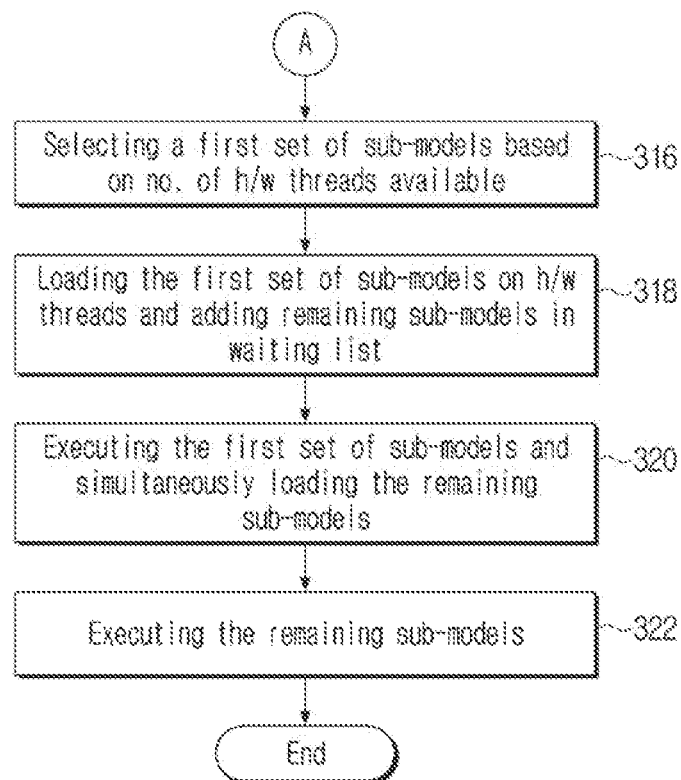 A
Selecting a first set of sub-models based
on no. of h/w threads available
316
Loading the first set of sub-models on h/w
threads and adding remaining sub-models in
waiting list
318
Executing the first set of sub-models and
simultaneously loading the remaining
sub-models
320
Executing the remaining sub-models
322
End